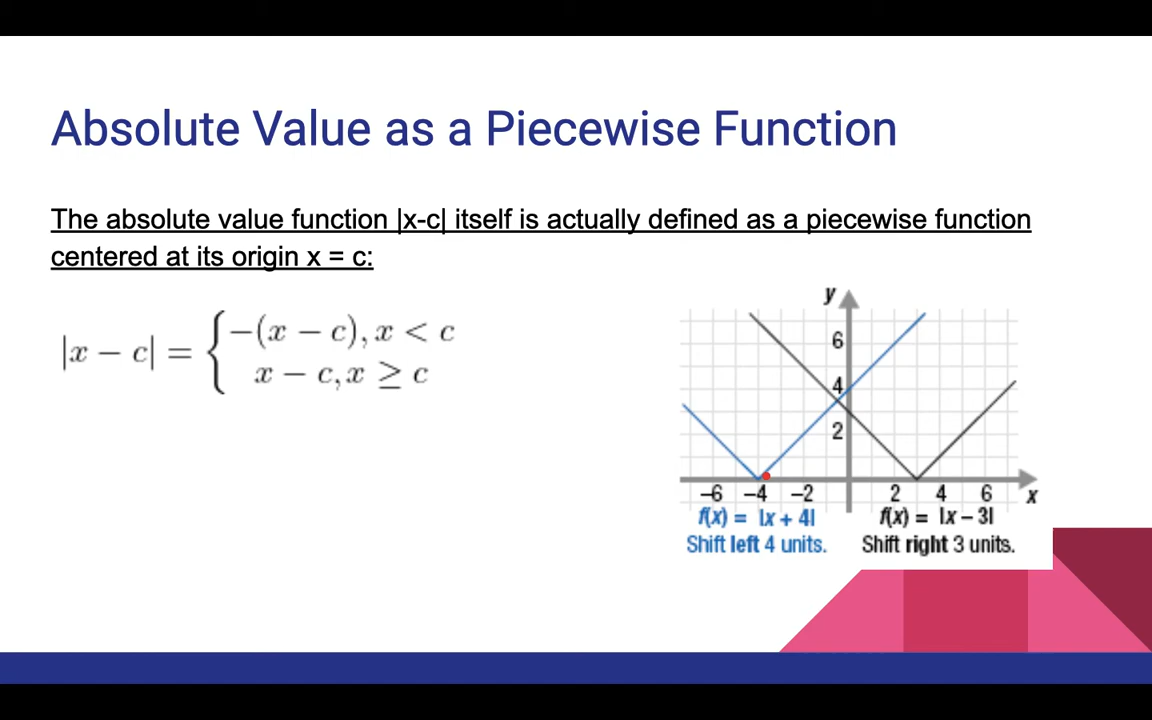 Absolute Value as a Piecewise Function
The absolute value function |x-c| itself is actually defined as a piecewise function
centered at its origin x = c:
|x − c| = { −(x − c), x < c
x − c, x ≥ c
y
6
4
2
−6 −4 −2 2 4 6 x
f(x) = |x + 4| f(x) = |x − 3|
Shift left 4 units. Shift right 3 units.